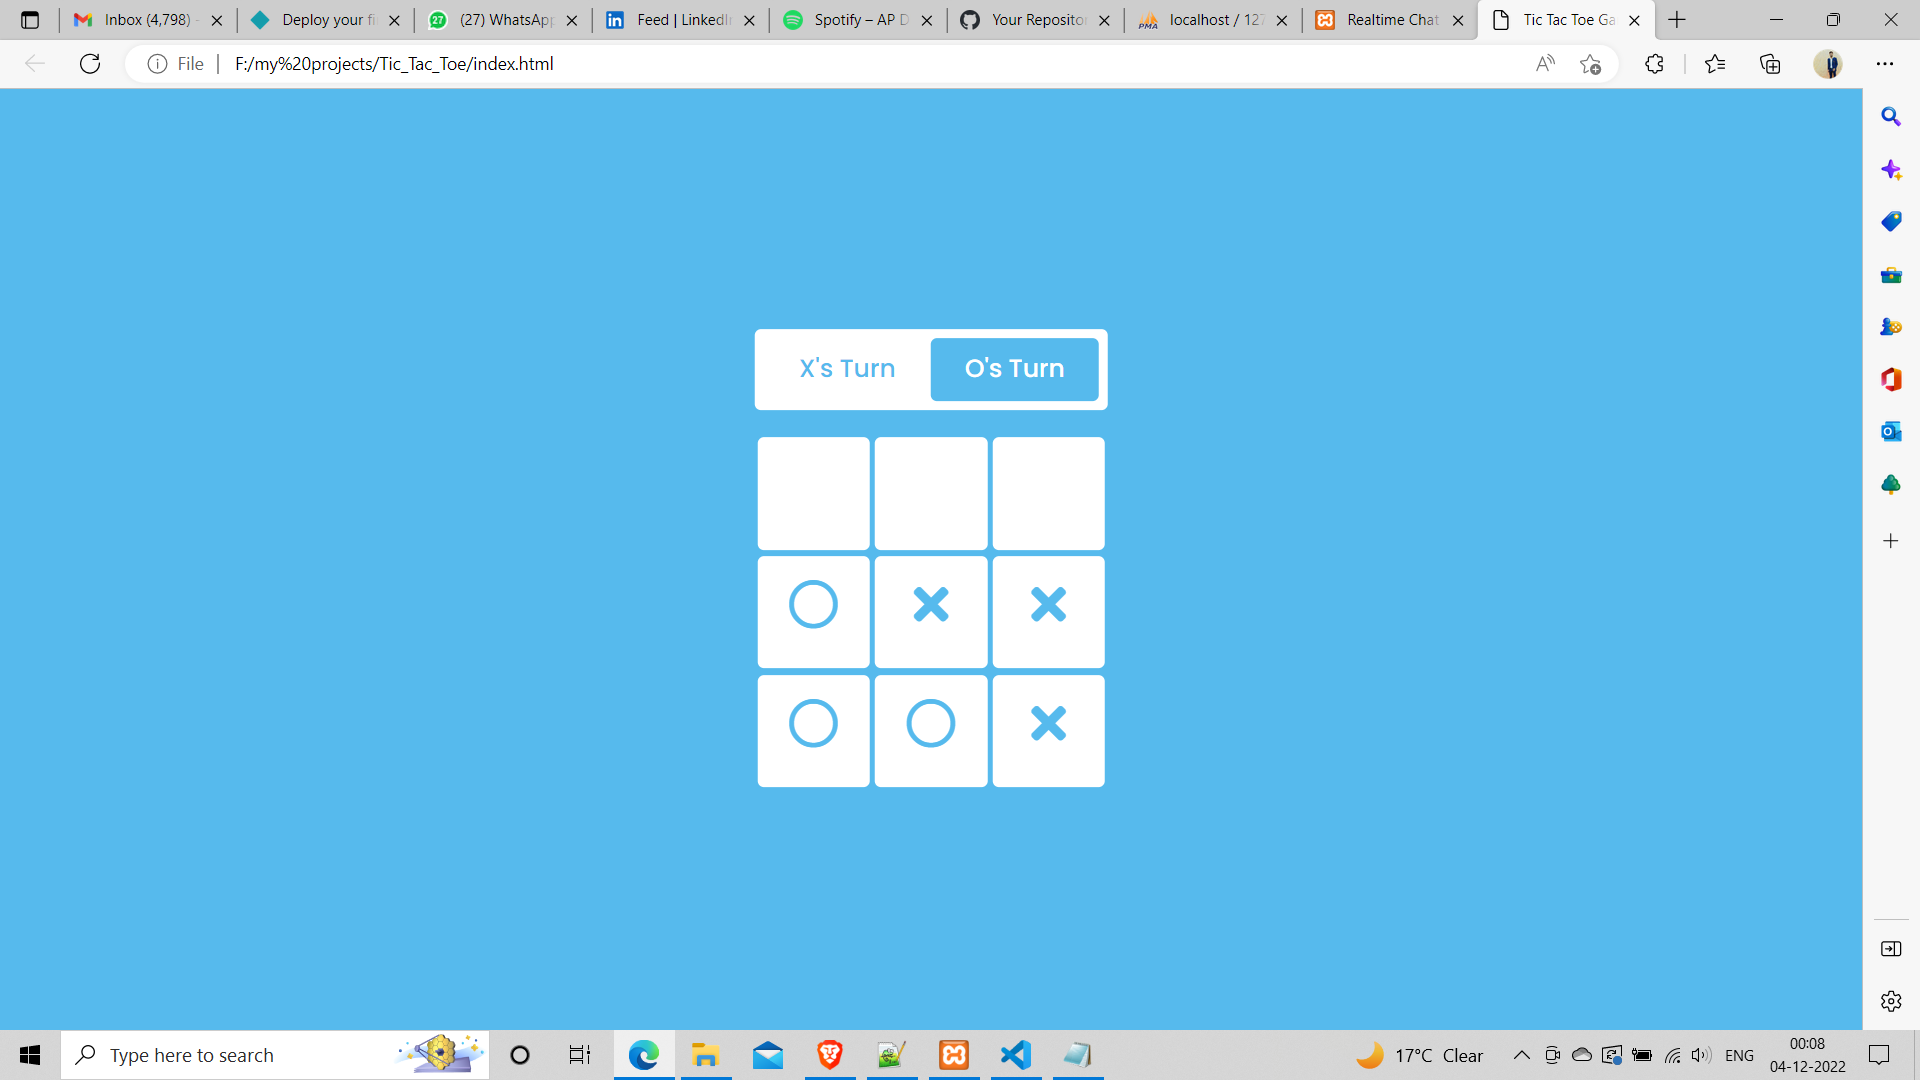 Inbox (4,798) -
Deploy your fi
(27) WhatsApp
Feed | LinkedIn
Spotify – AP D
Your Repositor
localhost / 127
Realtime Chat
Tic Tac Toe Ga
File
F:/my%20projects/Tic_Tac_Toe/index.html
X's Turn
O's Turn
Type here to search
17°C Clear
ENG
00:08
04-12-2022